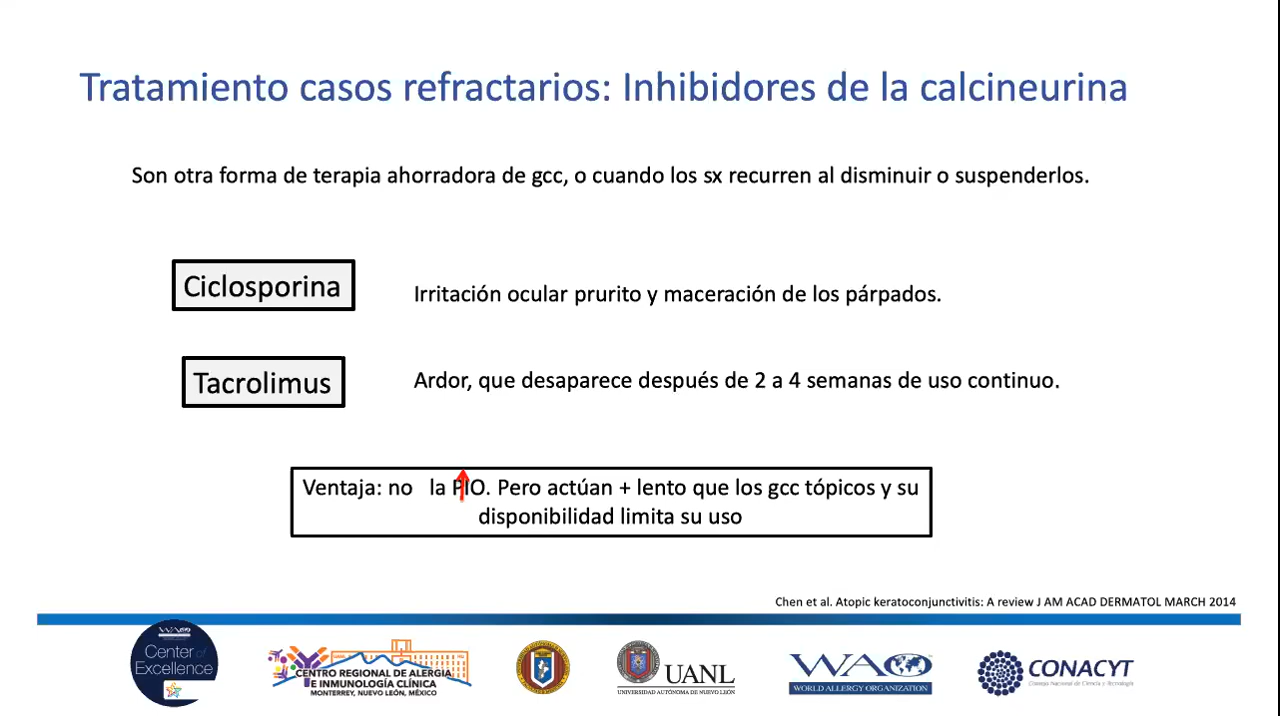 Tratamiento casos refractarios: Inhibidores de la calcineurina
Son otra forma de terapia ahorradora de gcc, o cuando los sx recurren al disminuir o suspenderlos.
Ciclosporina
Irritación ocular prurito y maceración de los párpados.
Tacrolimus
Ardor, que desaparece después de 2 a 4 semanas de uso continuo.
Ventaja: no la PIO. Pero actúan + lento que los gcc tópicos y su
disponibilidad limita su uso
Chen et al. Atopic keratoconjunctivitis: A review J AM ACAD DERMATOL MARCH 2014
WAO
Center of
Excellence
CENTRO REGIONAL DE ALERGIA
E INMUNOLOGÍA CLÍNICA
MONTERREY, NUEVO LEÓN, MÉXICO
UANL
UNIVERSIDAD AUTÓNOMA DE NUEVO LEÓN
WAO
WORLD ALLERGY ORGANIZATION
CONACYT
Consejo Nacional de Ciencia y Tecnología